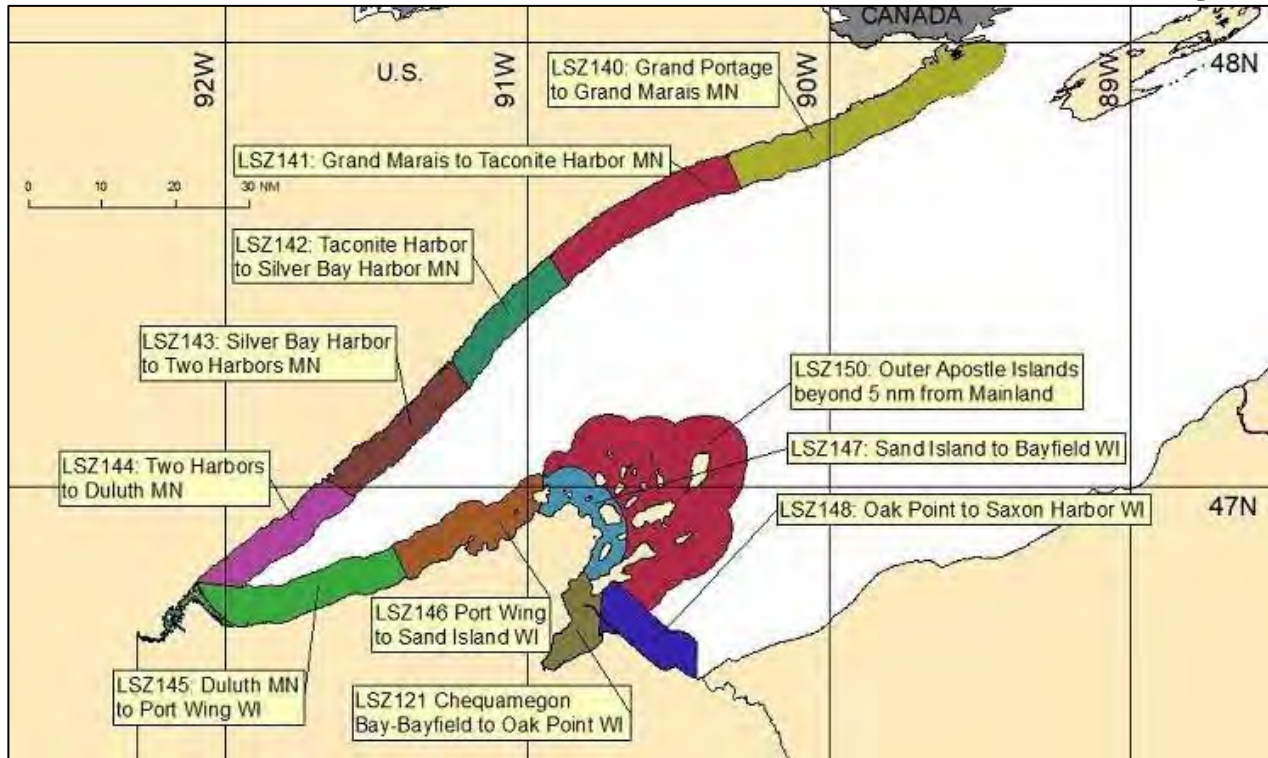 CANADA
U.S.
92W
91W
90W
89W
48N
LSZ140: Grand Portage
to Grand Marais MN
LSZ141: Grand Marais to Taconite Harbor MN
0 10 20 30 NM
LSZ142: Taconite Harbor
to Silver Bay Harbor MN
LSZ143: Silver Bay Harbor
to Two Harbors MN
LSZ150: Outer Apostle Islands
beyond 5 nm from Mainland
LSZ147: Sand Island to Bayfield WI
LSZ144: Two Harbors
to Duluth MN
LSZ148: Oak Point to Saxon Harbor WI
47N
LSZ146 Port Wing
to Sand Island WI
LSZ145: Duluth MN
to Port Wing WI
LSZ121 Chequamegon
Bay-Bayfield to Oak Point WI